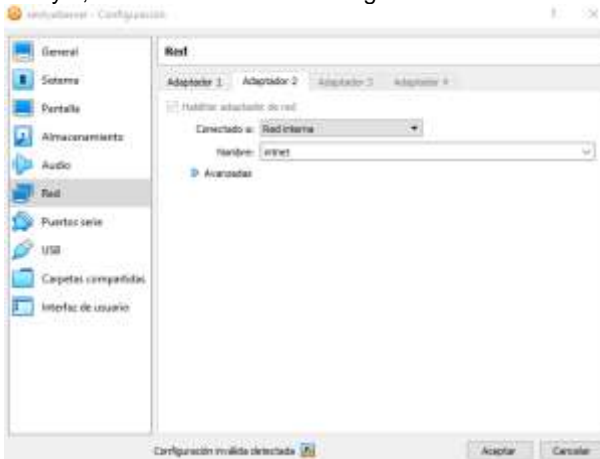 - Configuración
General
Red
Sistema
Adaptador 1 Adaptador 2 Adaptador 3 Adaptador 4
Pantalla
Habilitar adaptador de red
Almacenamiento
Conectado a: Red interna
Nombre: intnet
Audio
Avanzadas
Red
Puertos serie
USB
Carpetas compartidas
Interfaz de usuario
Configuración inválida detectada
Aceptar Cancelar